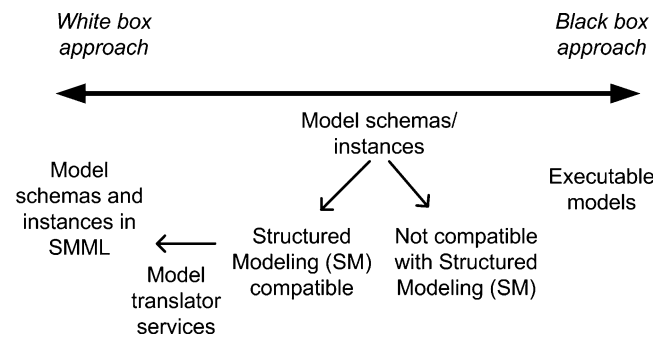 White box
approach
Black box
approach
Model schemas/
instances
Model
schemas and
instances in
SMML
Executable
models
Structured
Modeling (SM)
compatible
Not compatible
with Structured
Modeling (SM)
Model
translator
services